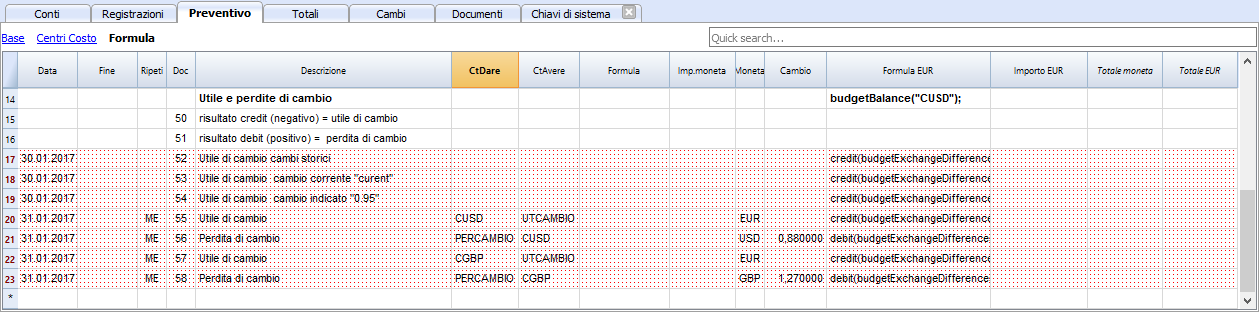 Conti Registrazioni Preventivo Totali Cambi Documenti Chiavi di sistema
Base Centri Costo Formula Quick search...
Data Fine Ripeti Doc Descrizione CtDare CtAvere Formula Imp.moneta Moneta Cambio Formula EUR Importo EUR Totale moneta Totale EUR
14 Utile e perdite di cambio budgetBalance("CUSD");
15 50 risultato credit (negativo) = utile di cambio
16 51 risultato debit (positivo) = perdita di cambio
17 30.01.2017 52 Utile di cambio cambi storici credit(budgetExchangeDifference
18 30.01.2017 53 Utile di cambio cambio corrente "curent" credit(budgetExchangeDifference
19 30.01.2017 54 Utile di cambio cambio indicato "0.95" credit(budgetExchangeDifference
20 31.01.2017 ME 55 Utile di cambio CUSD UTCAMBIO EUR credit(budgetExchangeDifference
21 31.01.2017 ME 56 Perdita di cambio PERCAMBIO CUSD USD 0,880000 debit(budgetExchangeDifference
22 31.01.2017 ME 57 Utile di cambio CGBP UTCAMBIO EUR credit(budgetExchangeDifference
23 31.01.2017 ME 58 Perdita di cambio PERCAMBIO CGBP GBP 1,270000 debit(budgetExchangeDifference
*